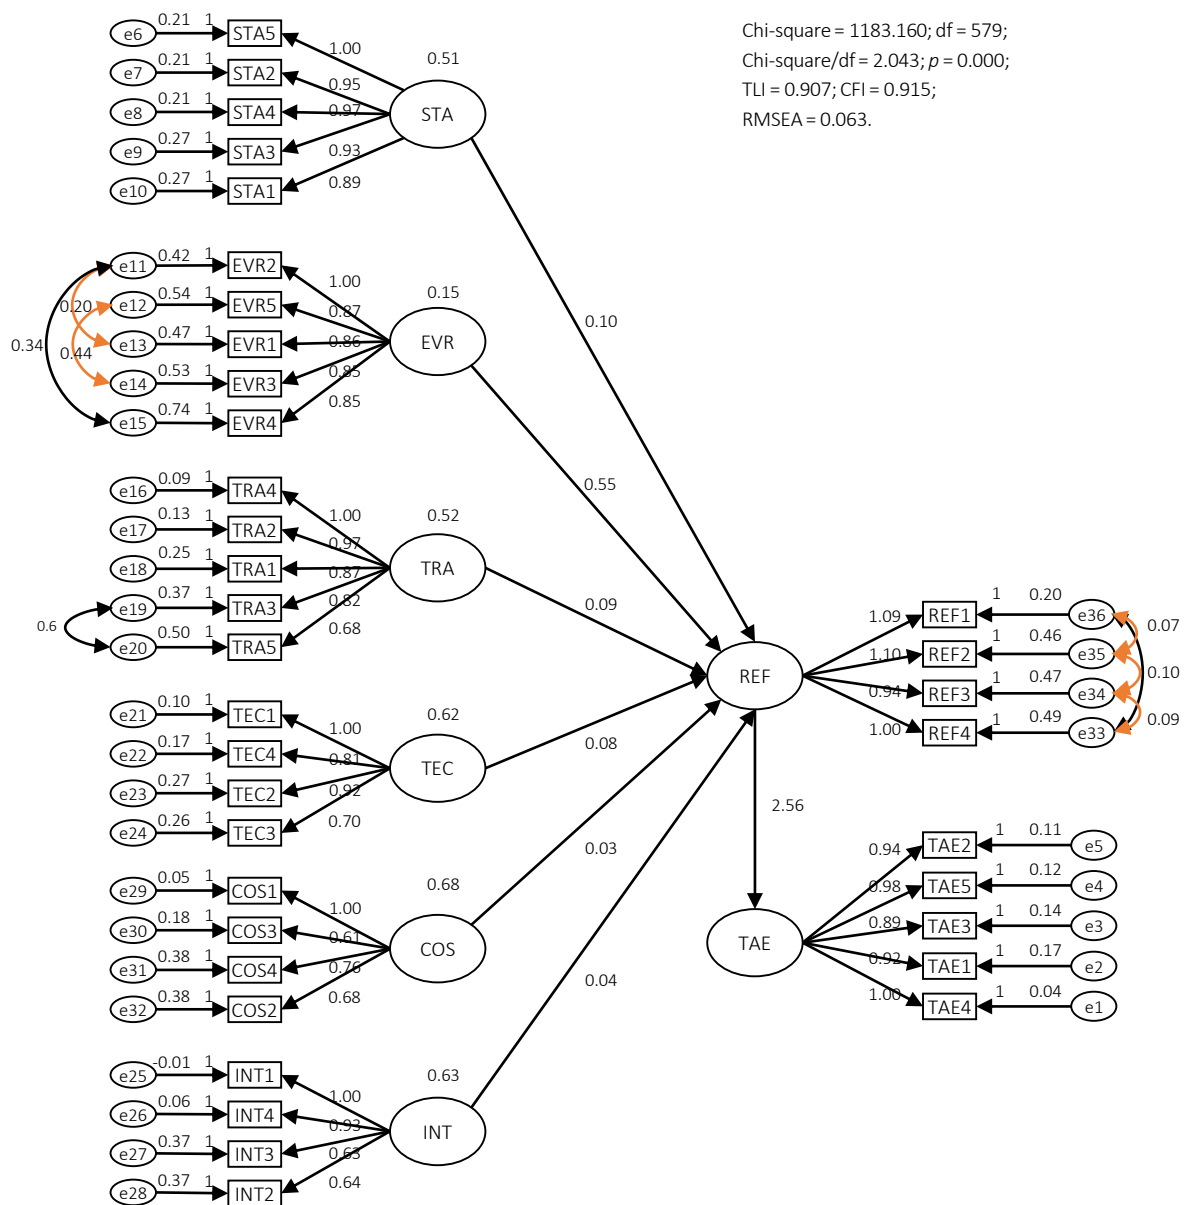 Chi-square = 1183.160; df = 579;
Chi-square/df = 2.043; p = 0.000;
TLI = 0.907; CFI = 0.915;
RMSEA = 0.063.
e6 0.21 1 STA5 1.00
e7 0.21 1 STA2 0.95
e8 0.21 1 STA4 0.97
e9 0.27 1 STA3 0.93
e10 0.27 1 STA1 0.89
0.51
STA
0.10
e11 0.42 1 EVR2 1.00
e12 0.54 1 EVR5 0.87
e13 0.47 1 EVR1 0.86
e14 0.53 1 EVR3 0.85
e15 0.74 1 EVR4 0.85
0.20
0.34
0.44
0.15
EVR
0.55
e16 0.09 1 TRA4 1.00
e17 0.13 1 TRA2 0.97
e18 0.25 1 TRA1 0.87
e19 0.37 1 TRA3 0.82
e20 0.50 1 TRA5 0.68
0.6
0.52
TRA
0.09
e21 0.10 1 TEC1 1.00
e22 0.17 1 TEC4 0.81
e23 0.27 1 TEC2 0.92
e24 0.26 1 TEC3 0.70
0.62
TEC
0.08
e29 0.05 1 COS1 1.00
e30 0.18 1 COS3 0.61
e31 0.38 1 COS4 0.76
e32 0.38 1 COS2 0.68
0.68
COS
0.03
e25 -0.01 1 INT1 1.00
e26 0.06 1 INT4 0.93
e27 0.37 1 INT3 0.63
e28 0.37 1 INT2 0.64
0.63
INT
0.04
REF
1.09 REF1 1 0.20 e36
1.10 REF2 1 0.46 e35
0.94 REF3 1 0.47 e34
1.00 REF4 1 0.49 e33
0.07
0.10
0.09
2.56
TAE
0.94 TAE2 1 0.11 e5
0.98 TAE5 1 0.12 e4
0.89 TAE3 1 0.14 e3
0.92 TAE1 1 0.17 e2
1.00 TAE4 1 0.04 e1